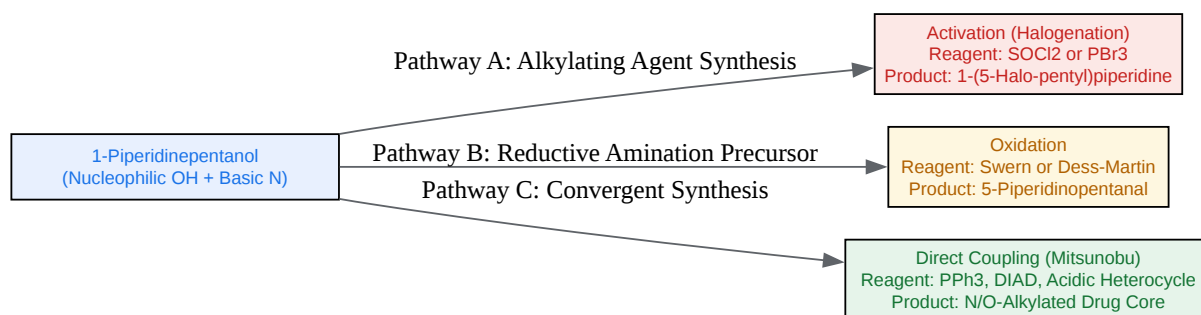 Activation (Halogenation)
Reagent: SOCl2 or PBr3
Product: 1-(5-Halo-pentyl)piperidine
Pathway A: Alkylating Agent Synthesis
1-Piperidinepentanol
(Nucleophilic OH + Basic N)
Pathway B: Reductive Amination Precursor
Oxidation
Reagent: Swern or Dess-Martin
Product: 5-Piperidinopentanal
Pathway C: Convergent Synthesis
Direct Coupling (Mitsunobu)
Reagent: PPh3, DIAD, Acidic Heterocycle
Product: N/O-Alkylated Drug Core